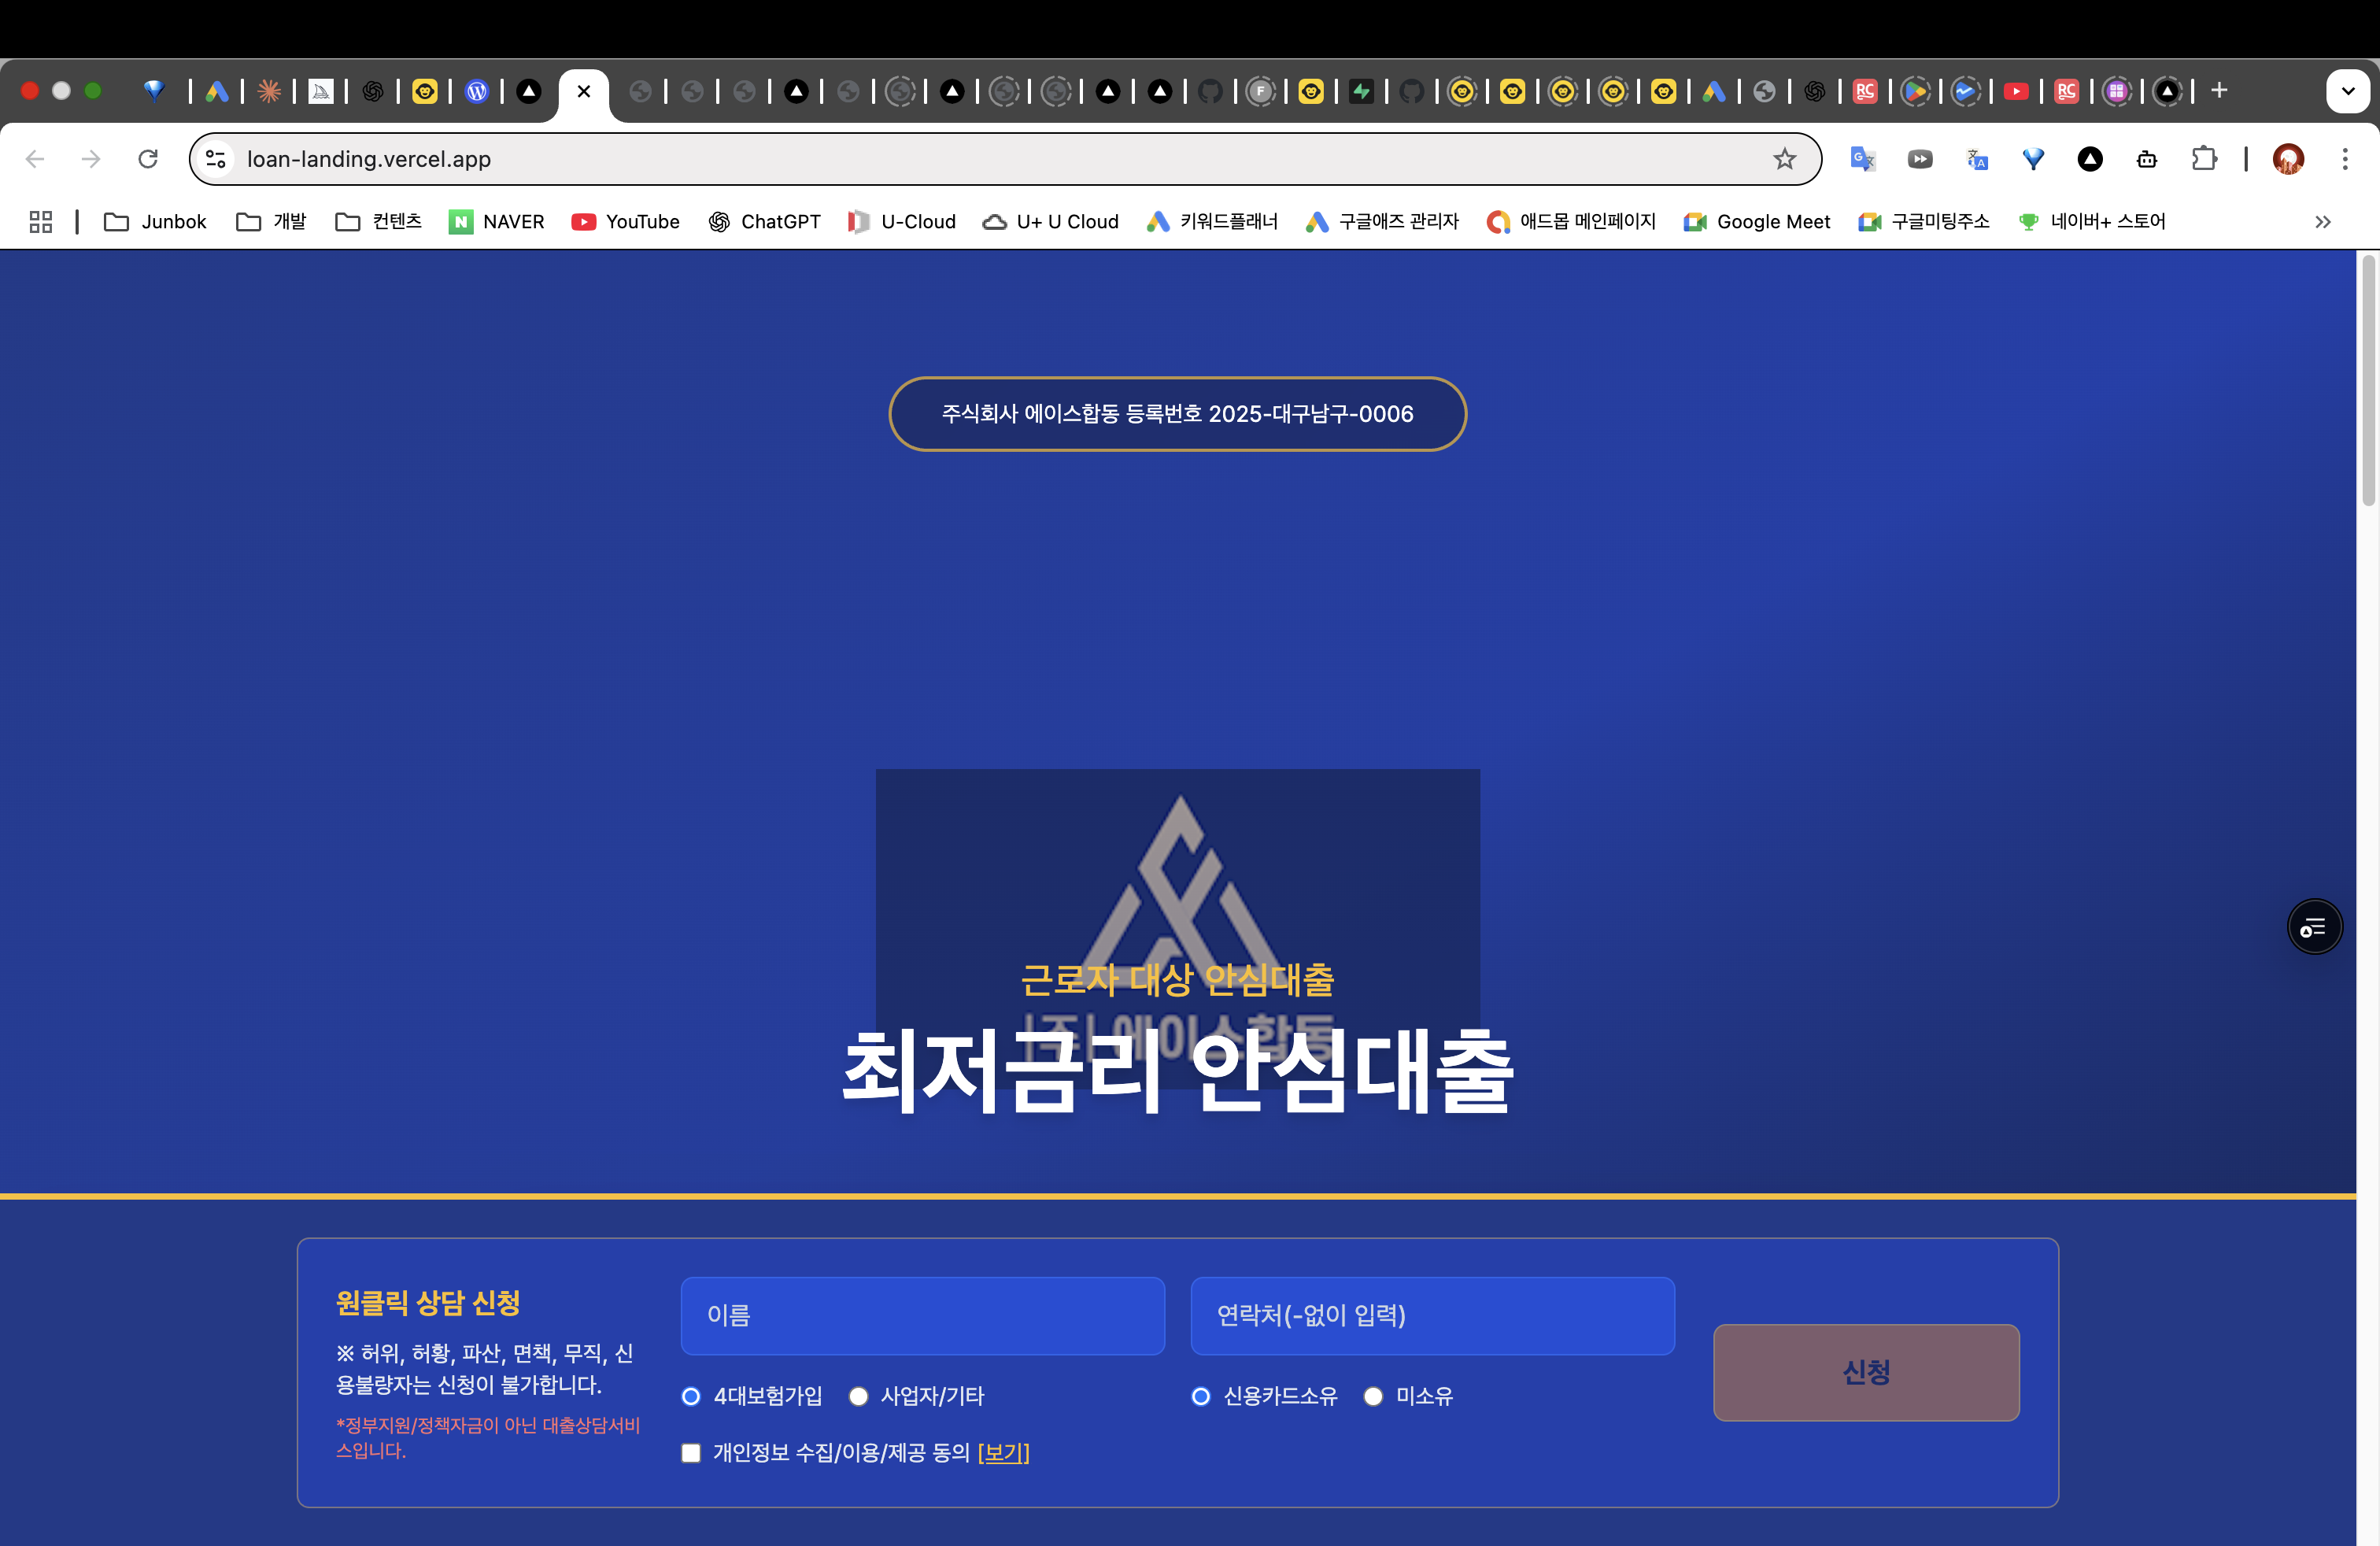 loan-landing.vercel.app
Junbok
개발
컨텐츠
NAVER
YouTube
ChatGPT
U-Cloud
U+ U Cloud
키워드플래너
구글애즈 관리자
애드몹 메인페이지
Google Meet
구글미팅주소
네이버+ 스토어
주식회사 에이스합동 등록번호 2025-대구남구-0006
근로자 대상 안심대출
(주)에이스합동
최저금리 안심대출
원클릭 상담 신청
※ 허위, 허황, 파산, 면책, 무직, 신
용불량자는 신청이 불가합니다.
*정부지원/정책자금이 아닌 대출상담서비
스입니다.
이름
연락처(-없이 입력)
4대보험가입
사업자/기타
신용카드소유
미소유
개인정보 수집/이용/제공 동의 [보기]
신청